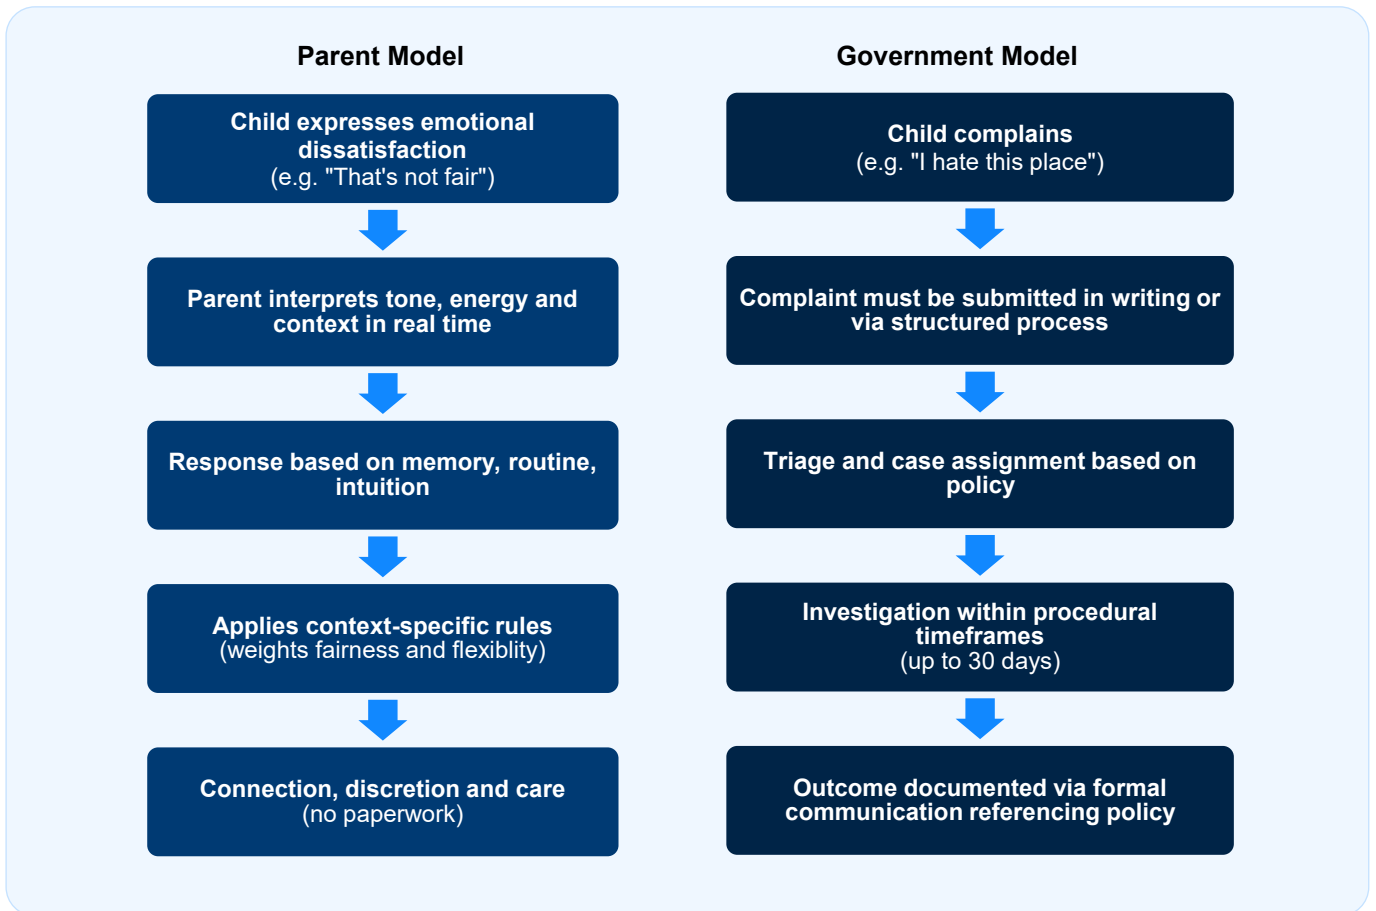 Parent Model
Child expresses emotional
dissatisfaction
(e.g. "That's not fair")
Parent interprets tone, energy and
context in real time
Response based on memory, routine,
intuition
Applies context-specific rules
(weights fairness and flexiblity)
Connection, discretion and care
(no paperwork)
Government Model
Child complains
(e.g. "I hate this place")
Complaint must be submitted in writing or
via structured process
Triage and case assignment based on
policy
Investigation within procedural
timeframes
(up to 30 days)
Outcome documented via formal
communication referencing policy